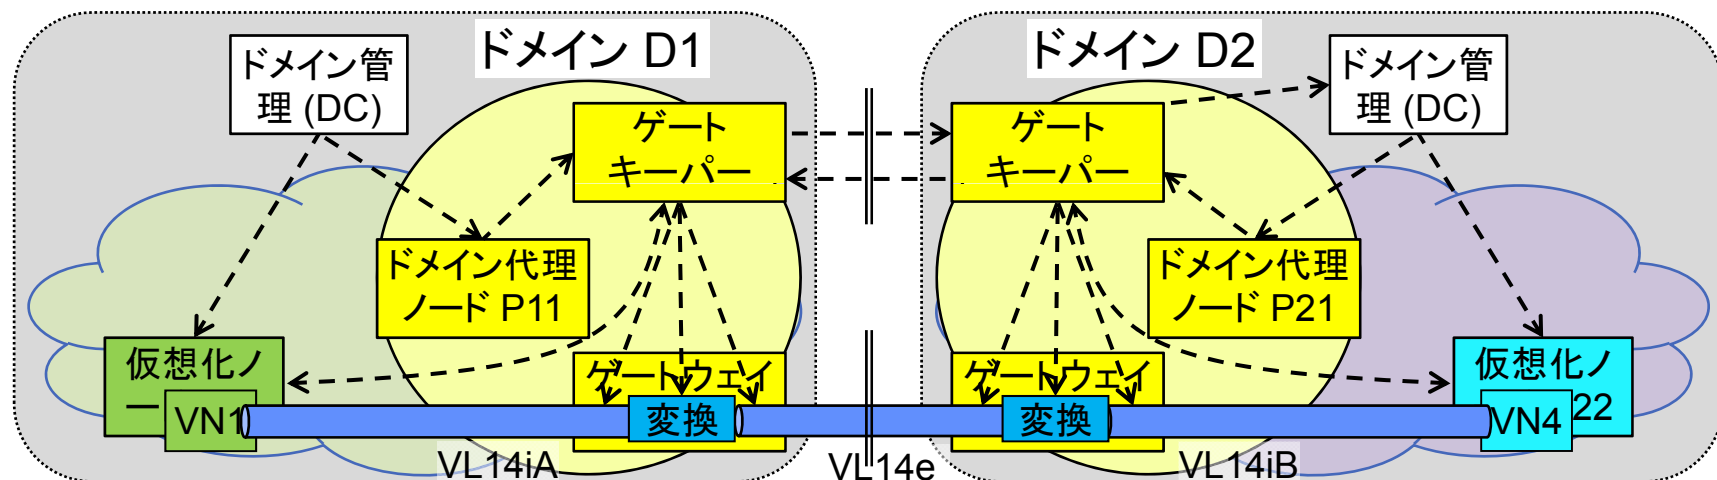 ドメイン D1
ドメイン管
理 (DC)
ゲート
キーパー
ドメイン代理
ノード P11
仮想化ノ
ー
VN1
ゲートウェイ
変換
VL14iA
VL14e
ドメイン D2
ドメイン管
理 (DC)
ゲート
キーパー
ドメイン代理
ノード P21
仮想化ノ
22
VN4
ゲートウェイ
変換
VL14iB